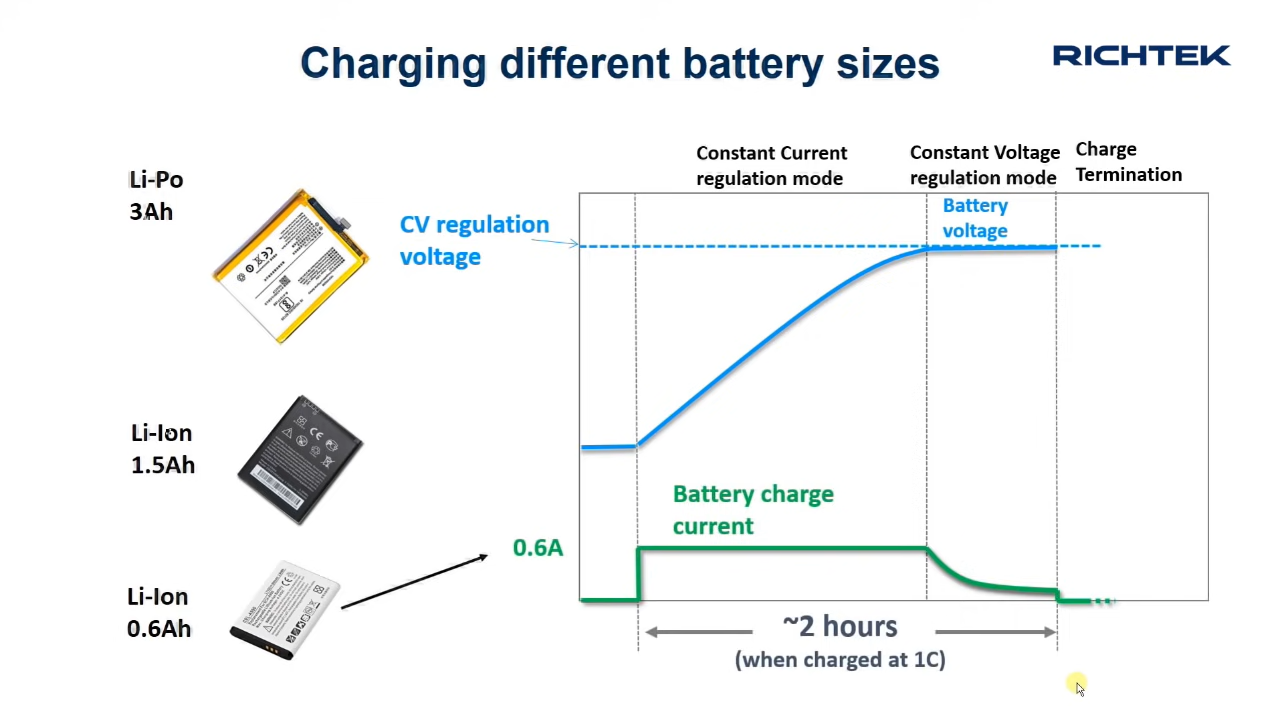 Charging different battery sizes
RICHTEK
Li-Po
3Ah
Li-Ion
1.5Ah
Li-Ion
0.6Ah
Constant Current
regulation mode
Constant Voltage
regulation mode
Charge
Termination
CV regulation
voltage
Battery
voltage
Battery charge
current
0.6A
~2 hours
(when charged at 1C)